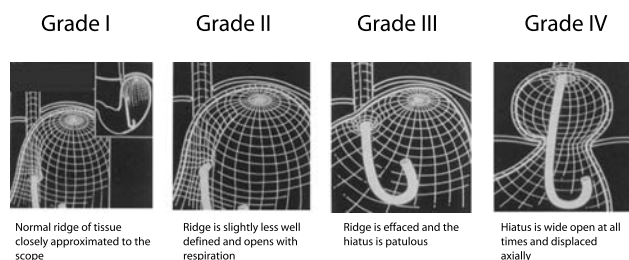 Grade I
Grade II
Grade III
Grade IV
Normal ridge of tissue
closely approximated to the
scope
Ridge is slightly less well
defined and opens with
respiration
Ridge is effaced and the
hiatus is patulous
Hiatus is wide open at all
times and displaced
axially